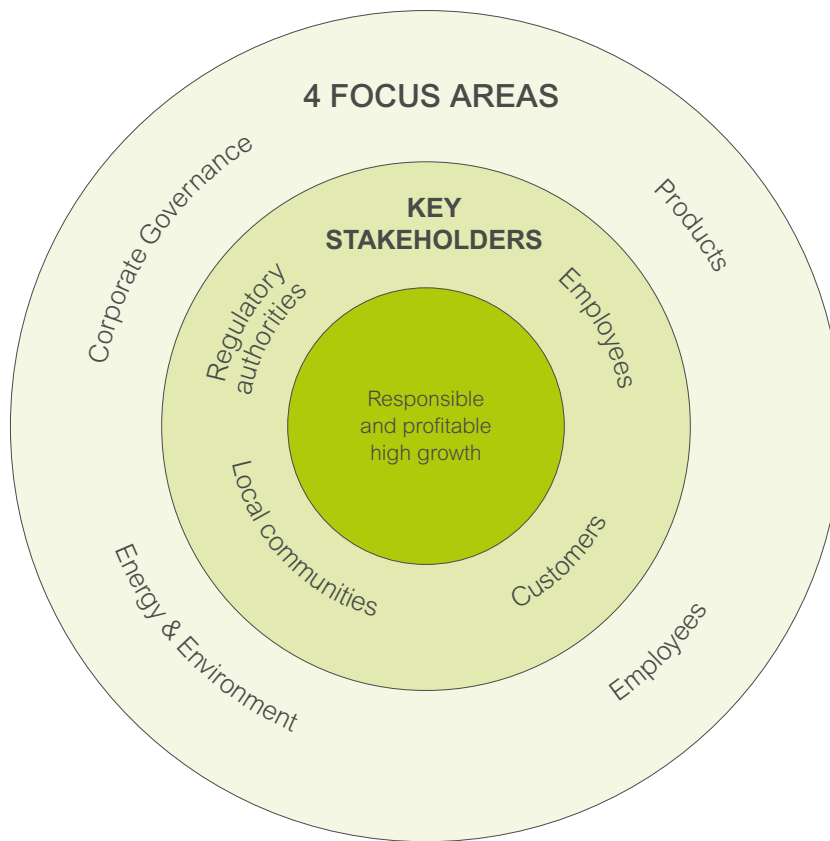 4 FOCUS AREAS
Corporate Governance
Products
KEY
STAKEHOLDERS
Regulatory
authorities
Employees
Responsible
and profitable
high growth
Local communities
Customers
Energy & Environment
Employees